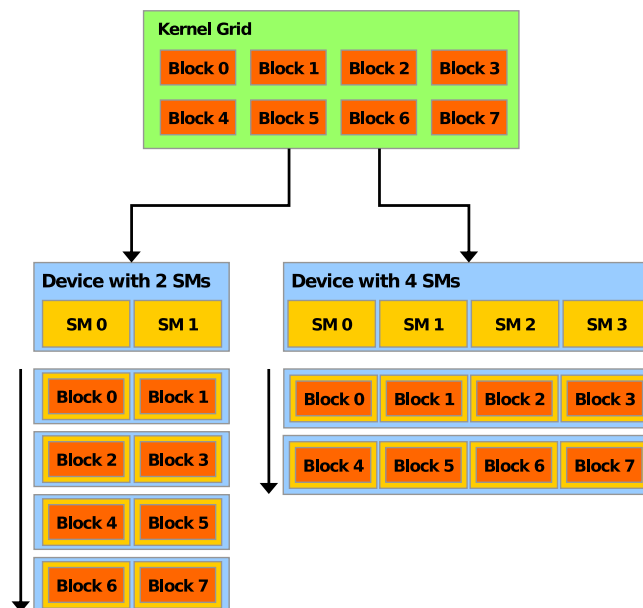 Kernel Grid
Block 0 Block 1 Block 2 Block 3
Block 4 Block 5 Block 6 Block 7
Device with 2 SMs
SM 0 SM 1
Block 0 Block 1
Block 2 Block 3
Block 4 Block 5
Block 6 Block 7
Device with 4 SMs
SM 0 SM 1 SM 2 SM 3
Block 0 Block 1 Block 2 Block 3
Block 4 Block 5 Block 6 Block 7